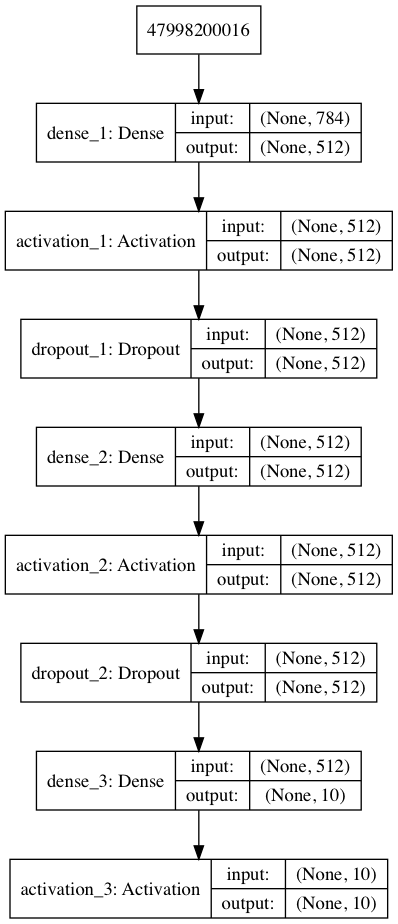 47998200016
dense_1: Dense
input: (None, 784)
output: (None, 512)
activation_1: Activation
input: (None, 512)
output: (None, 512)
dropout_1: Dropout
input: (None, 512)
output: (None, 512)
dense_2: Dense
input: (None, 512)
output: (None, 512)
activation_2: Activation
input: (None, 512)
output: (None, 512)
dropout_2: Dropout
input: (None, 512)
output: (None, 512)
dense_3: Dense
input: (None, 512)
output: (None, 10)
activation_3: Activation
input: (None, 10)
output: (None, 10)